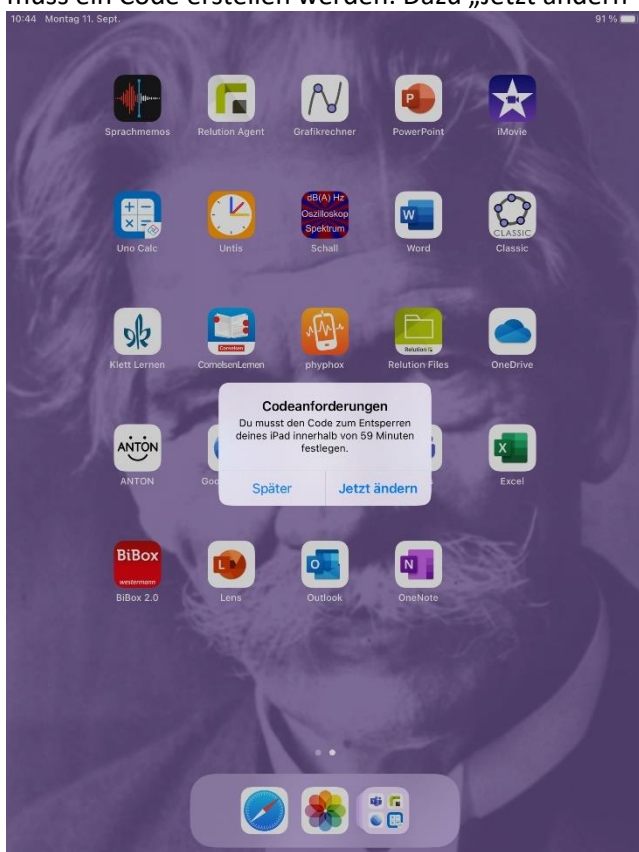 muss ein Code erstellen werden. Dazu „Jetzt ändern
10:44 Montag 11. Sept. 91 %
Sprachmemos Relution Agent Grafikrechner PowerPoint iMovie
dB(A) Hz
Oszilloskop
Spektrum
CLASSIC
Uno Calc Untis Schall Word Classic
Cornelsen
Relution
Klett Lernen CornelsenLernen phyphox Relution Files OneDrive
Codeanforderungen
Du musst den Code zum Entsperren
deines iPad innerhalb von 59 Minuten
festlegen.
Später Jetzt ändern
ANTON
ANTON Goo Excel
BiBox
westermann
BiBox 2.0 Lens Outlook OneNote